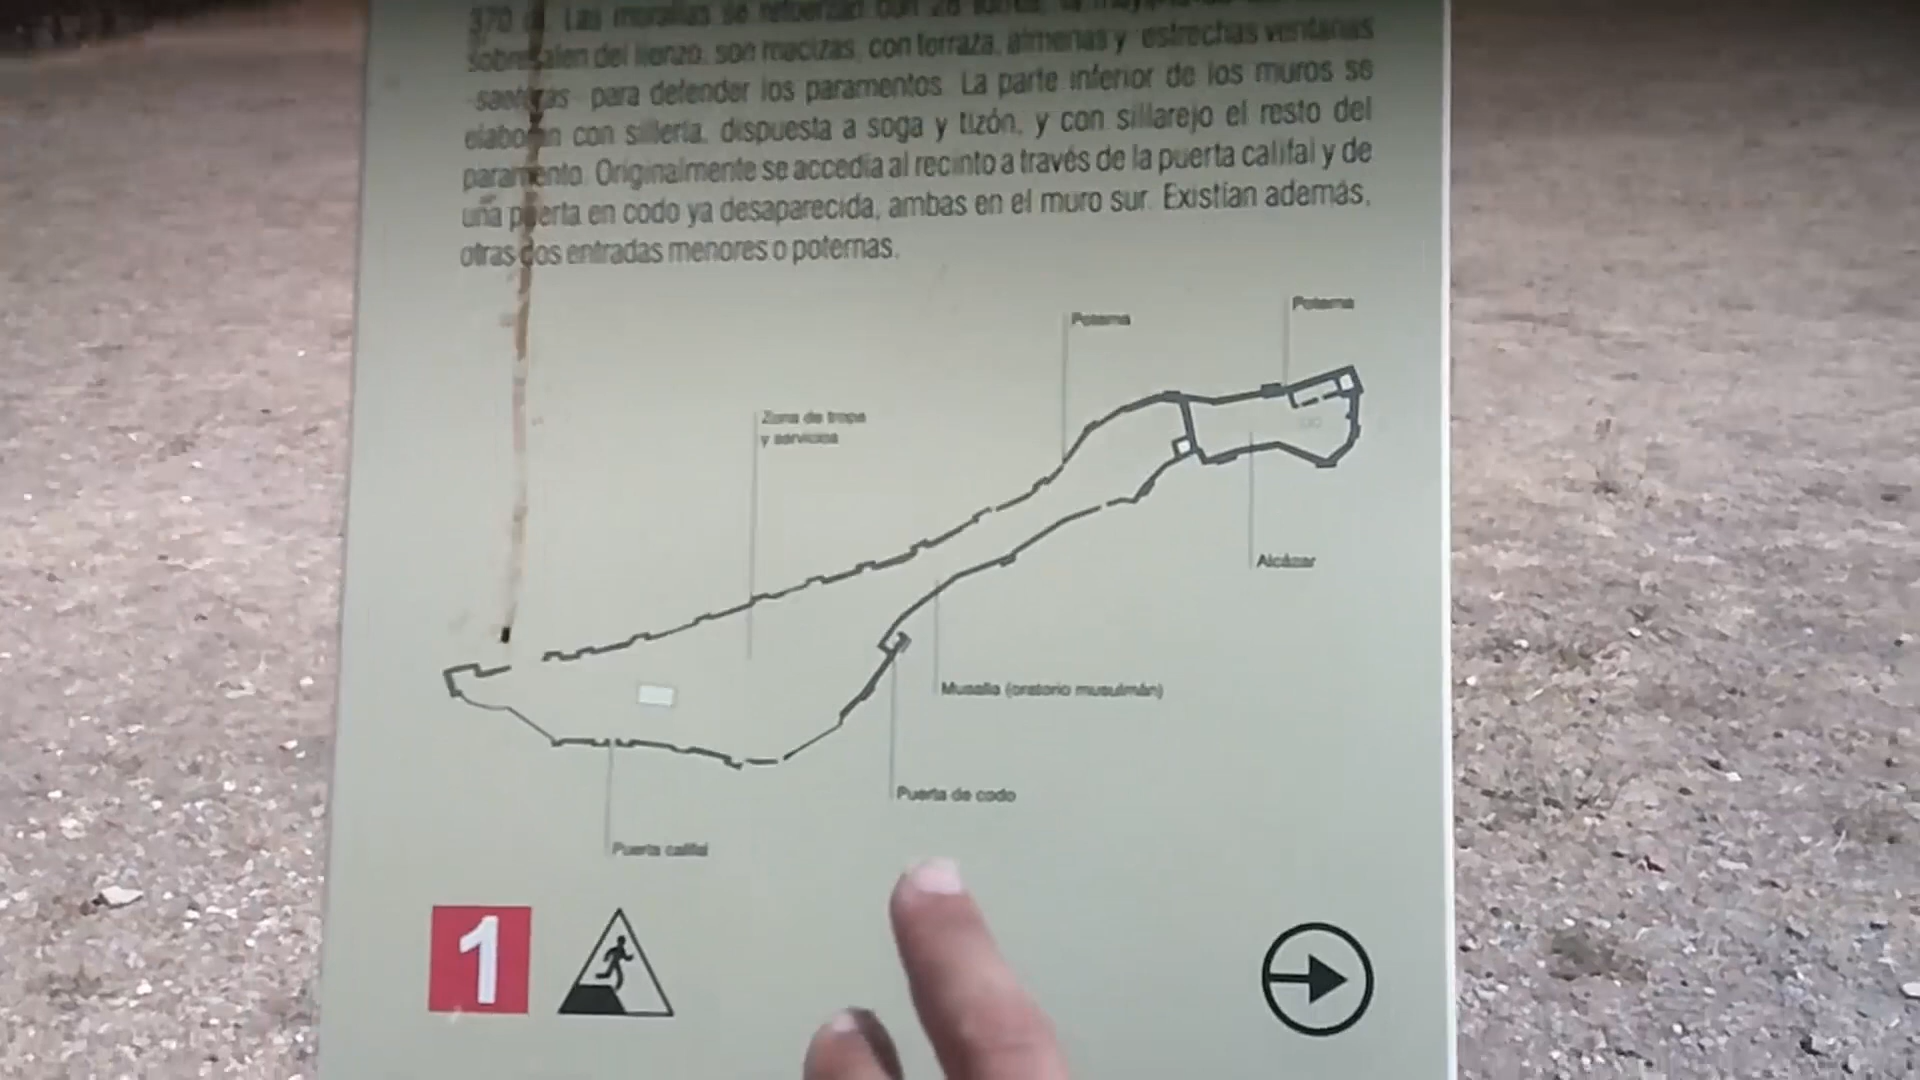 370 m. Las murallas se refuerzan con 28 torres, la
sobresalen del lienzo, son macizas, con terraza, almenas y estrechas ventanas
saeteras para defender los paramentos. La parte inferior de los muros se
elaboran con sillería, dispuesta a soga y tizón, y con sillarejo el resto del
paramento. Originalmente se accedía al recinto a través de la puerta califal y de
una puerta en codo ya desaparecida, ambas en el muro sur. Existían además,
otras dos entradas menores o poternas.
Poterna
Poterna
Zona de tropa
y servicios
Alcázar
Musalla (oratorio musulmán)
Puerta de codo
Puerta califal
1